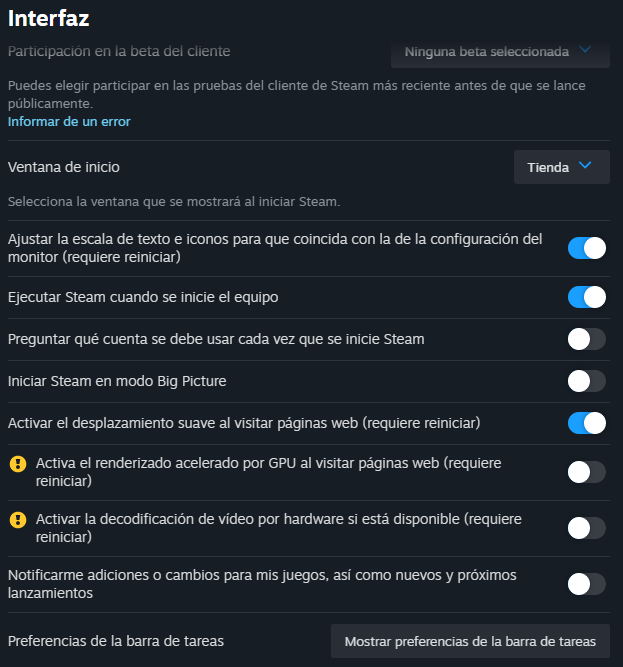 Interfaz
Participación en la beta del cliente
Ninguna beta seleccionada
Puedes elegir participar en las pruebas del cliente de Steam más reciente antes de que se lance
públicamente.
Informar de un error
Ventana de inicio
Tienda
Selecciona la ventana que se mostrará al iniciar Steam.
Ajustar la escala de texto e iconos para que coincida con la de la configuración del
monitor (requiere reiniciar)
Ejecutar Steam cuando se inicie el equipo
Preguntar qué cuenta se debe usar cada vez que se inicie Steam
Iniciar Steam en modo Big Picture
Activar el desplazamiento suave al visitar páginas web (requiere reiniciar)
Activa el renderizado acelerado por GPU al visitar páginas web (requiere
reiniciar)
Activar la decodificación de vídeo por hardware si está disponible (requiere
reiniciar)
Notificarme adiciones o cambios para mis juegos, así como nuevos y próximos
lanzamientos
Preferencias de la barra de tareas
Mostrar preferencias de la barra de tareas